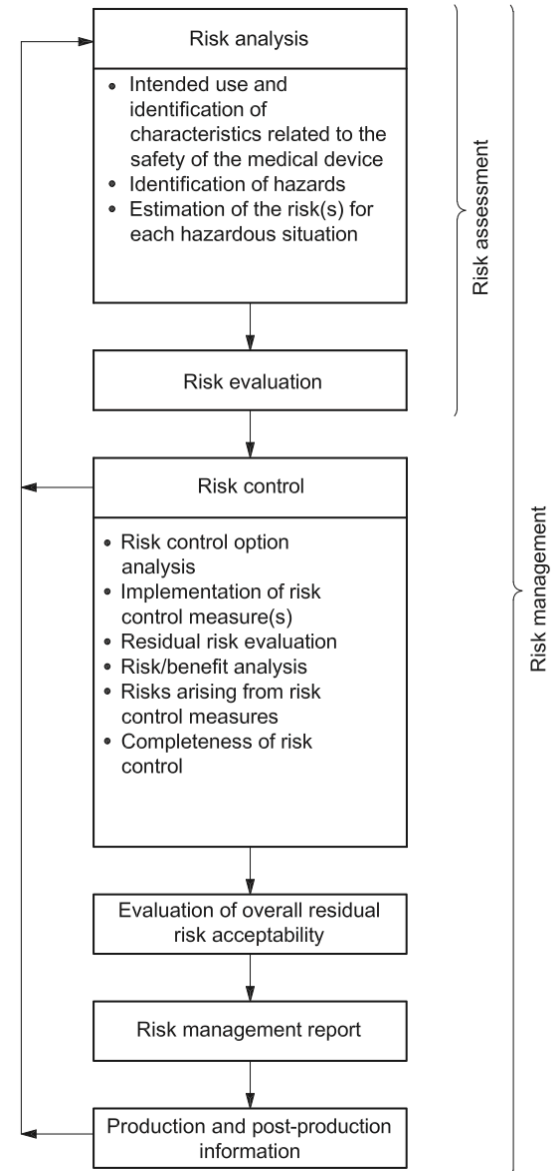 Risk analysis
• Intended use and
identification of
characteristics related to the
safety of the medical device
• Identification of hazards
• Estimation of the risk(s) for
each hazardous situation
Risk evaluation
Risk control
• Risk control option
analysis
• Implementation of risk
control measure(s)
• Residual risk evaluation
• Risk/benefit analysis
• Risks arising from risk
control measures
• Completeness of risk
control
Evaluation of overall residual
risk acceptability
Risk management report
Production and post-production
information
Risk assessment
Risk management